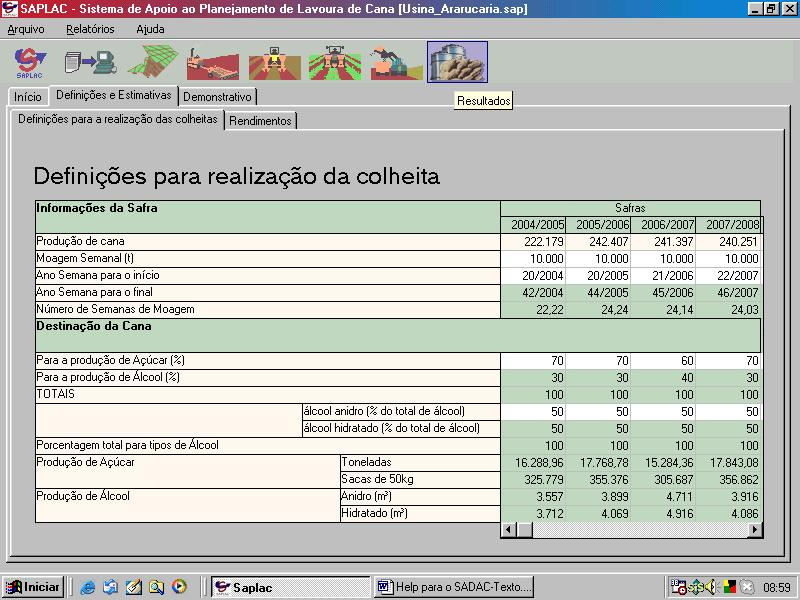 SAPLAC - Sistema de Apoio ao Planejamento de Lavoura de Cana [Usina_Ararucaria.sap]
Arquivo Relatórios Ajuda
SAPLAC
Início Definições e Estimativas Demonstrativo
Resultados
Definições para a realização das colheitas Rendimentos
Definições para realização da colheita
Informações da Safra Safras
2004/2005 2005/2006 2006/2007 2007/2008
Produção de cana 222.179 242.407 241.397 240.251
Moagem Semanal (t) 10.000 10.000 10.000 10.000
Ano Semana para o início 20/2004 20/2005 21/2006 22/2007
Ano Semana para o final 42/2004 44/2005 45/2006 46/2007
Número de Semanas de Moagem 22,22 24,24 24,14 24,03
Destinação da Cana
Para a produção de Açúcar (%) 70 70 60 70
Para a produção de Álcool (%) 30 30 40 30
TOTAIS 100 100 100 100
álcool anidro (% do total de álcool) 50 50 50 50
álcool hidratado (% do total de álcool) 50 50 50 50
Porcentagem total para tipos de Álcool 100 100 100 100
Produção de Açúcar Toneladas 16.288,96 17.768,78 15.284,36 17.843,08
Sacas de 50kg 325.779 355.376 305.687 356.862
Produção de Álcool Anidro (m³) 3.557 3.899 4.711 3.916
Hidratado (m³) 3.712 4.069 4.916 4.086
Iniciar Saplac Help para o SADAC-Texto.... 08:59